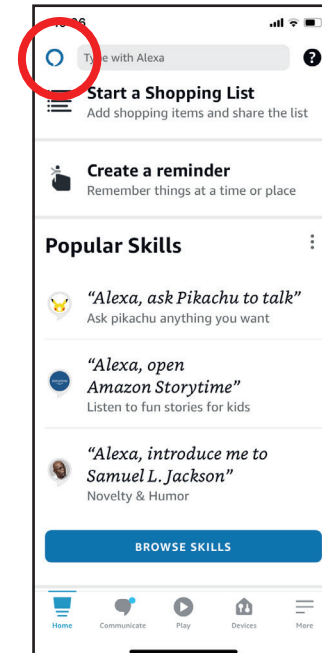 Type with Alexa
Start a Shopping List
Add shopping items and share the list
Create a reminder
Remember things at a time or place
Popular Skills
“Alexa, ask Pikachu to talk”
Ask pikachu anything you want
“Alexa, open
Amazon Storytime”
Listen to fun stories for kids
“Alexa, introduce me to
Samuel L. Jackson”
Novelty & Humor
BROWSE SKILLS
Home Communicate Play Devices More